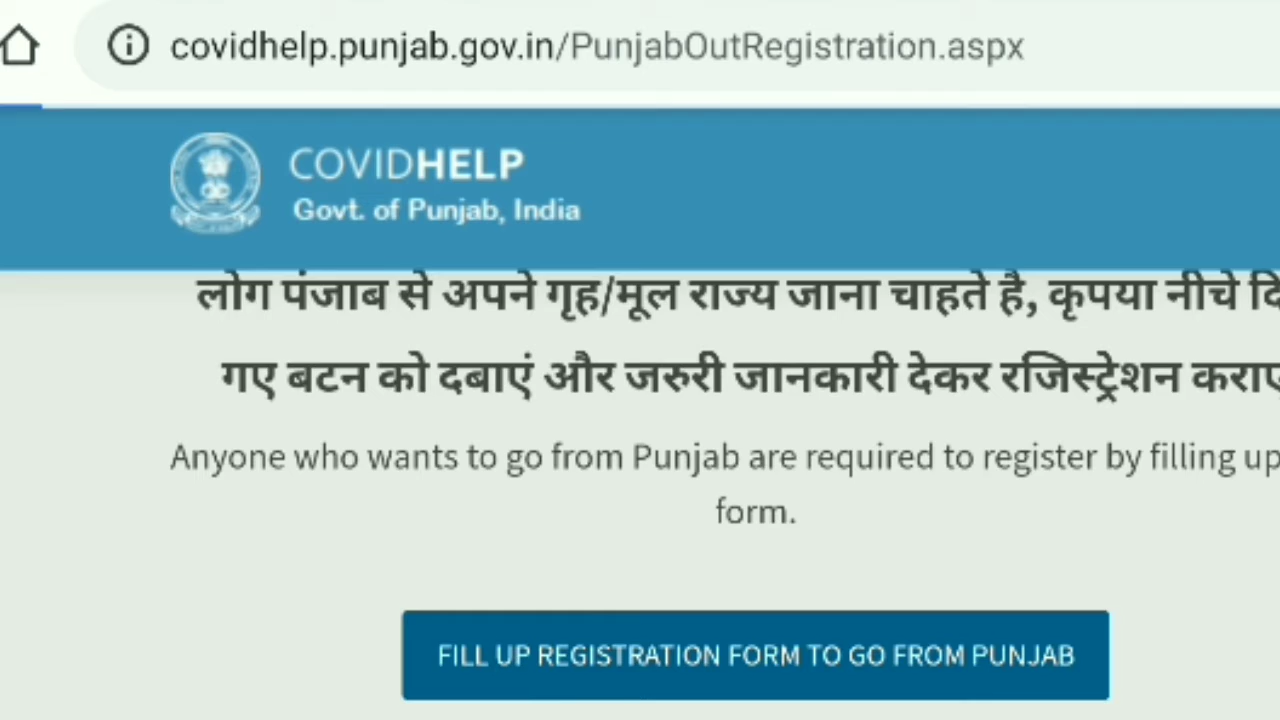 covidhelp.punjab.gov.in/PunjabOutRegistration.aspx
COVIDHELP
Govt. of Punjab, India
लोग पंजाब से अपने गृह/मूल राज्य जाना चाहते है, कृपया नीचे दि
गए बटन को दबाएं और जरुरी जानकारी देकर रजिस्ट्रेशन कराए
Anyone who wants to go from Punjab are required to register by filling up
form.
FILL UP REGISTRATION FORM TO GO FROM PUNJAB